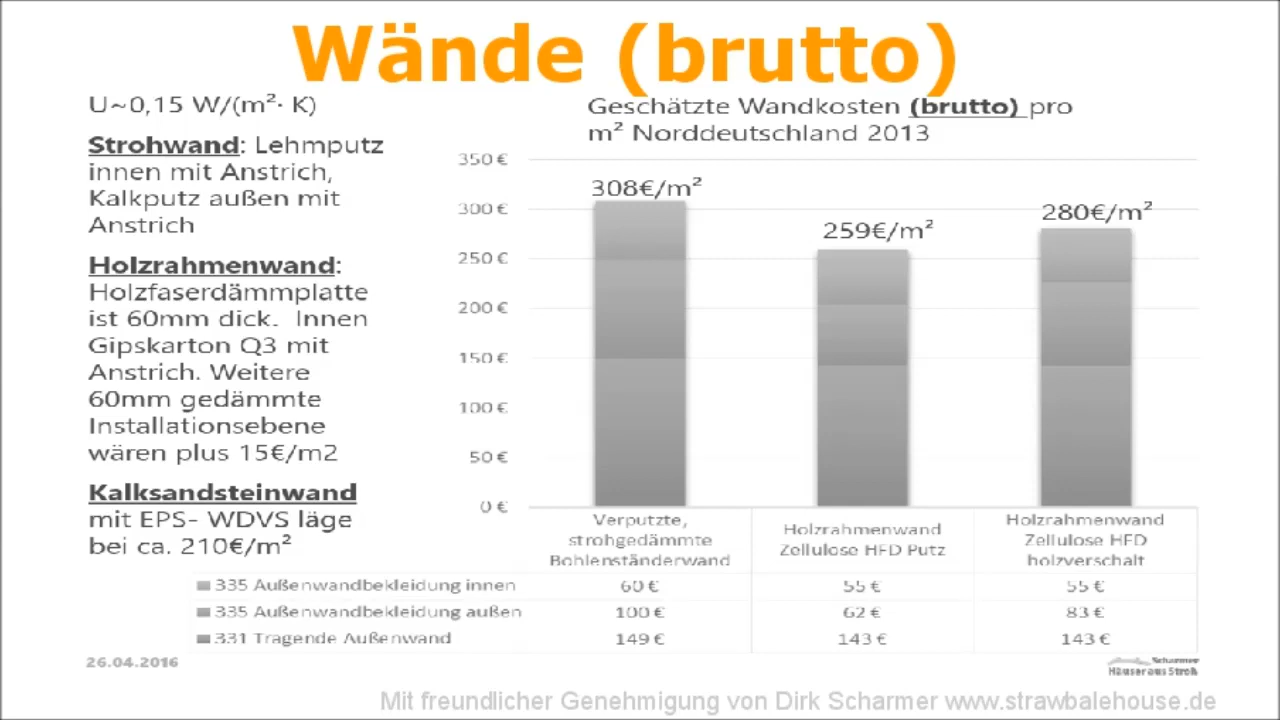 Wände (brutto)
U~0,15 W/(m²· K)
Strohwand: Lehmputz
innen mit Anstrich,
Kalkputz außen mit
Anstrich
Holzrahmenwand:
Holzfaserdämmplatte
ist 60mm dick. Innen
Gipskarton Q3 mit
Anstrich. Weitere
60mm gedämmte
Installationsebene
wären plus 15€/m2
Kalksandsteinwand
mit EPS- WDVS läge
bei ca. 210€/m²
Geschätzte Wandkosten (brutto) pro
m² Norddeutschland 2013
350 €
300 €
250 €
200 €
150 €
100 €
50 €
0 €
308€/m²
259€/m²
280€/m²
Verputzte,
strohgedämmte
Bohlenständerwand
Holzrahmenwand
Zellulose HFD Putz
Holzrahmenwand
Zellulose HFD
holzverschalt
335 Außenwandbekleidung innen 60 € 55 € 55 €
335 Außenwandbekleidung außen 100 € 62 € 83 €
331 Tragende Außenwand 149 € 143 € 143 €
26.04.2016
Scharmer
Häuser aus Stroh
Mit freundlicher Genehmigung von Dirk Scharmer www.strawbalehouse.de